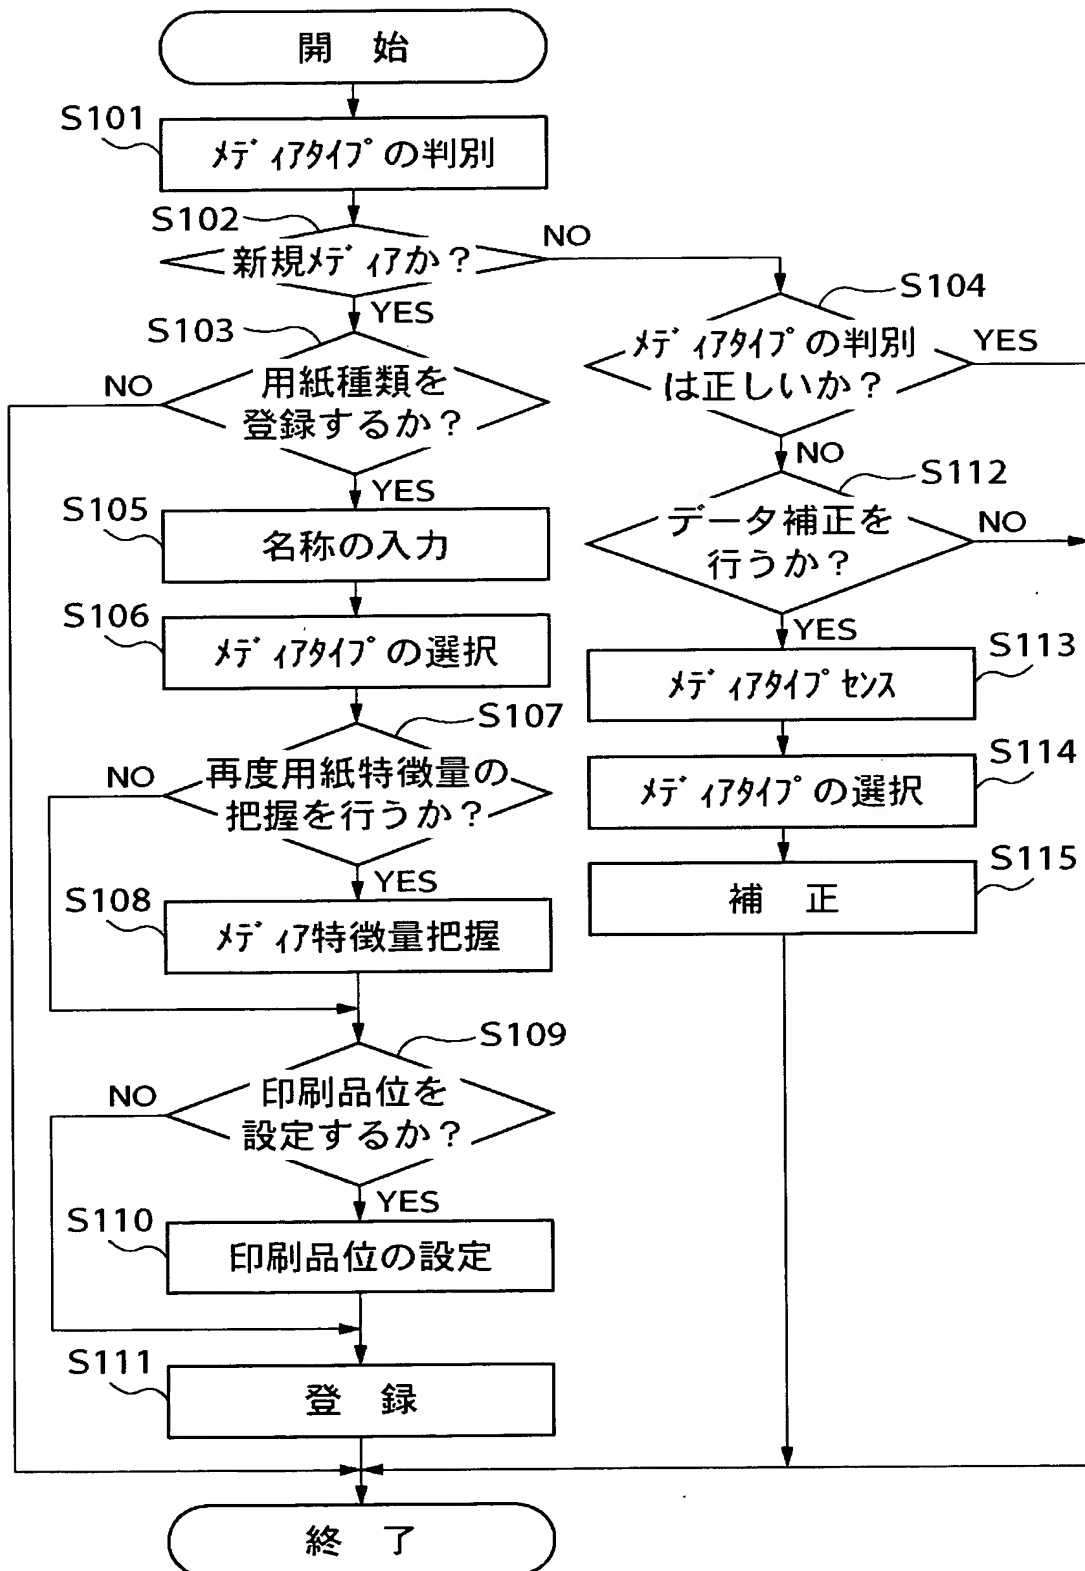 開 始
S101
ﾒﾃﾞｨｱﾀｲﾌﾟの判別
S102
新規ﾒﾃﾞｨｱか？
NO
YES
S103
用紙種類を
登録するか？
NO
YES
S104
ﾒﾃﾞｨｱﾀｲﾌﾟの判別
は正しいか？
YES
NO
S105
名称の入力
S106
ﾒﾃﾞｨｱﾀｲﾌﾟの選択
S107
再度用紙特徴量の
把握を行うか？
NO
YES
S108
ﾒﾃﾞｨｱ特徴量把握
S109
印刷品位を
設定するか？
NO
YES
S110
印刷品位の設定
S111
登 録
S112
データ補正を
行うか？
NO
YES
S113
ﾒﾃﾞｨｱﾀｲﾌﾟｾﾝｽ
S114
ﾒﾃﾞｨｱﾀｲﾌﾟの選択
S115
補 正
終 了